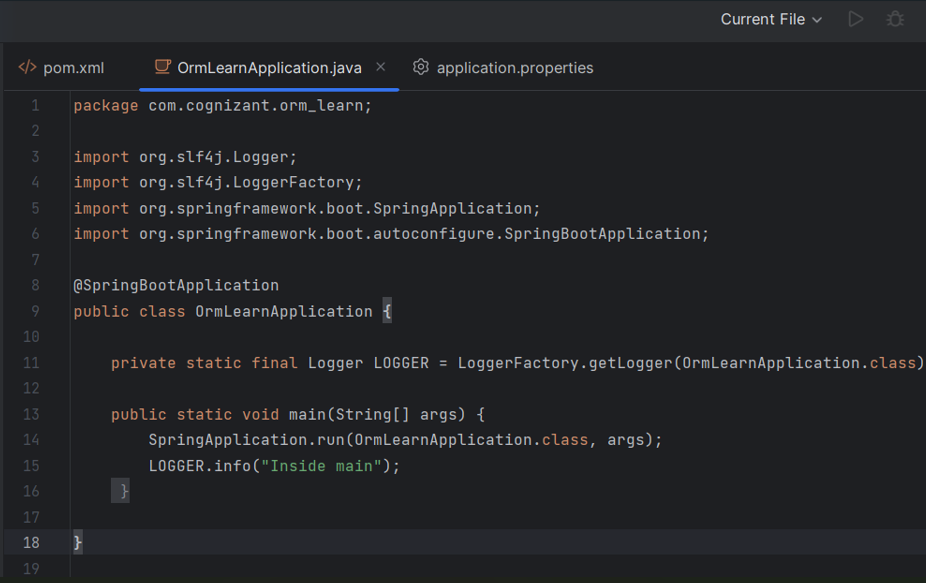 Current File
pom.xml
OrmLearnApplication.java
application.properties
1 package com.cognizant.orm_learn;
2
3 import org.slf4j.Logger;
4 import org.slf4j.LoggerFactory;
5 import org.springframework.boot.SpringApplication;
6 import org.springframework.boot.autoconfigure.SpringBootApplication;
7
8 @SpringBootApplication
9 public class OrmLearnApplication {
10
11     private static final Logger LOGGER = LoggerFactory.getLogger(OrmLearnApplication.class)
12
13     public static void main(String[] args) {
14         SpringApplication.run(OrmLearnApplication.class, args);
15         LOGGER.info("Inside main");
16      }
17
18 }
19